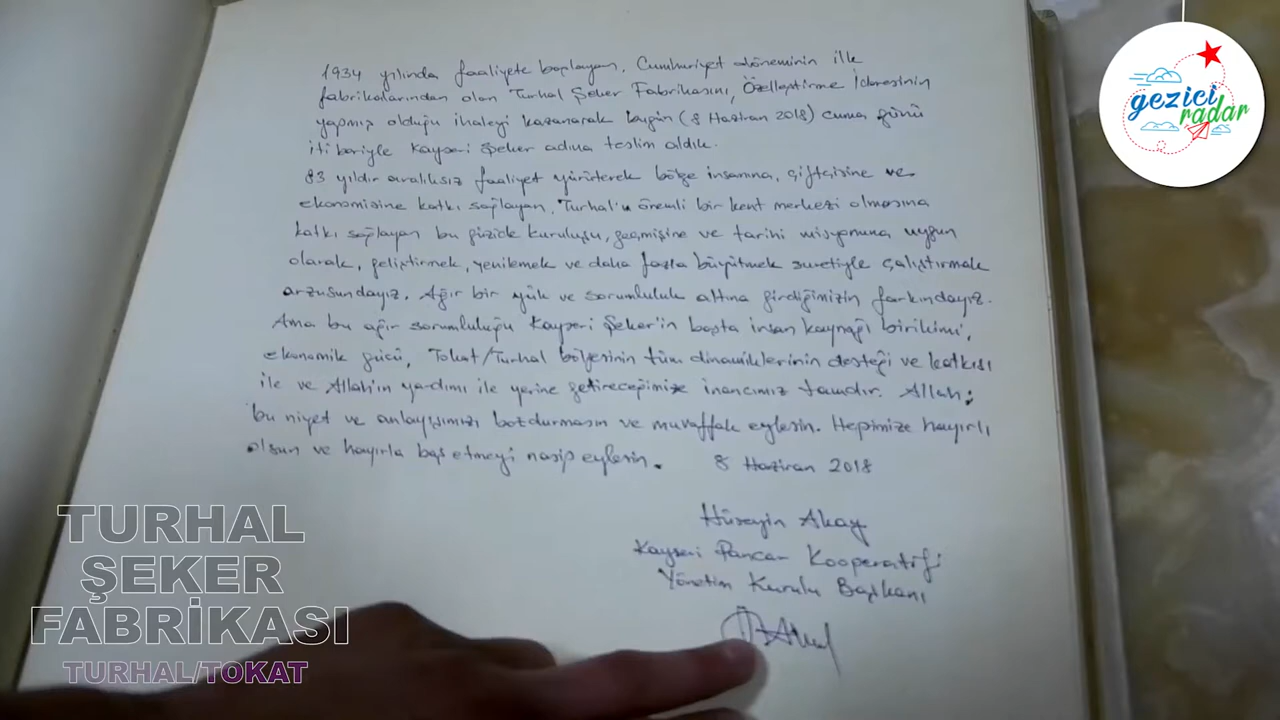 1934 yılında faaliyete başlayan, Cumhuriyet döneminin ilk
fabrikalarından olan Turhal Şeker Fabrikasını, Özelleştirme İdaresinin
yapmış olduğu ihaleyi kazanarak bugün (8 Haziran 2018) cuma günü
itibariyle Kayseri Şeker adına teslim aldık.
83 yıldır aralıksız faaliyet yürüterek bölge insanına, çiftçisine ve
ekonomisine katkı sağlayan, Turhal'ın önemli bir kent merkezi olmasına
katkı sağlayan bu güzide kuruluşu, geçmişine ve tarihi misyonuna uygun
olarak, geliştirmek, yenilemek ve daha fazla büyütmek suretiyle çalıştırmak
arzusundayız. Ağır bir yük ve sorumluluk altına girdiğimizin farkındayız.
Ama bu ağır sorumluluğu Kayseri Şeker'in başta insan kaynağı birikimi,
ekonomik gücü, Tokat/Turhal bölgesinin tüm dinamiklerinin desteği ve katkısı
ile ve Allah'ın yardımı ile yerine getireceğimize inancımız tamdır. Allah;
bu niyet ve anlayışımızı bozdurmasın ve muvaffak eylesin. Hepimize hayırlı
olsun ve hayırla baş etmeyi nasip eylesin.
8 Haziran 2018
Hüseyin Akay
Kayseri Pancar Kooperatifi
Yönetim Kurulu Başkanı
gezici
radar
TURHAL
ŞEKER
FABRİKASI
TURHAL/TOKAT